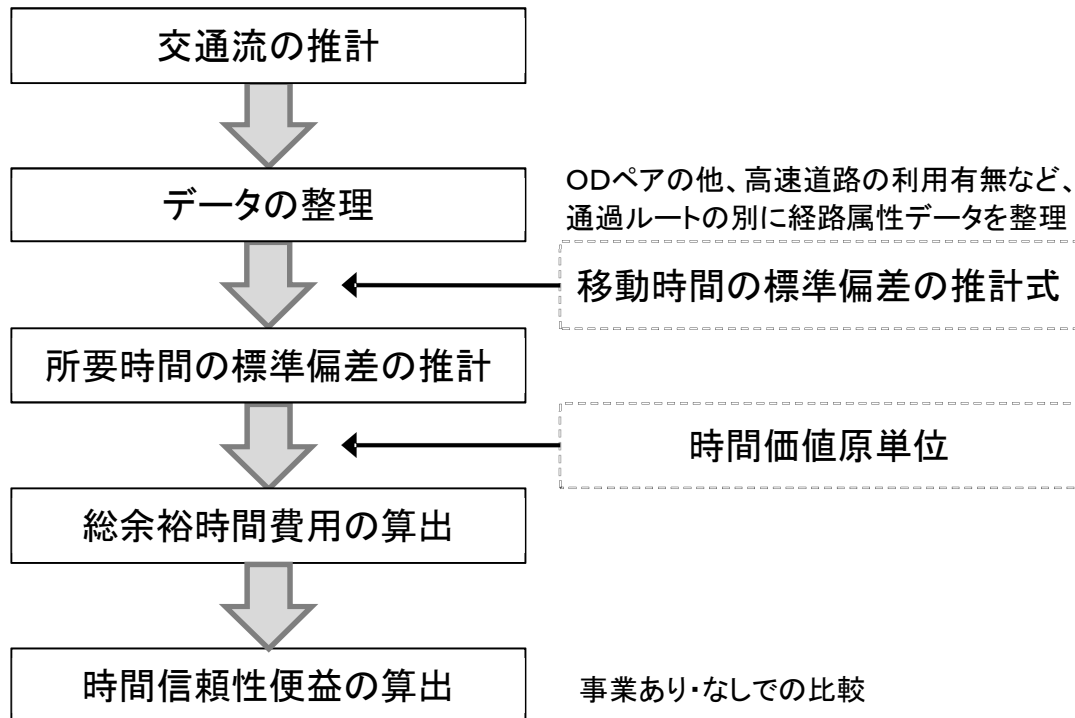 交通流の推計
データの整理
ODペアの他、高速道路の利用有無など、
通過ルートの別に経路属性データを整理
移動時間の標準偏差の推計式
所要時間の標準偏差の推計
時間価値原単位
総余裕時間費用の算出
時間信頼性便益の算出
事業あり・なしでの比較